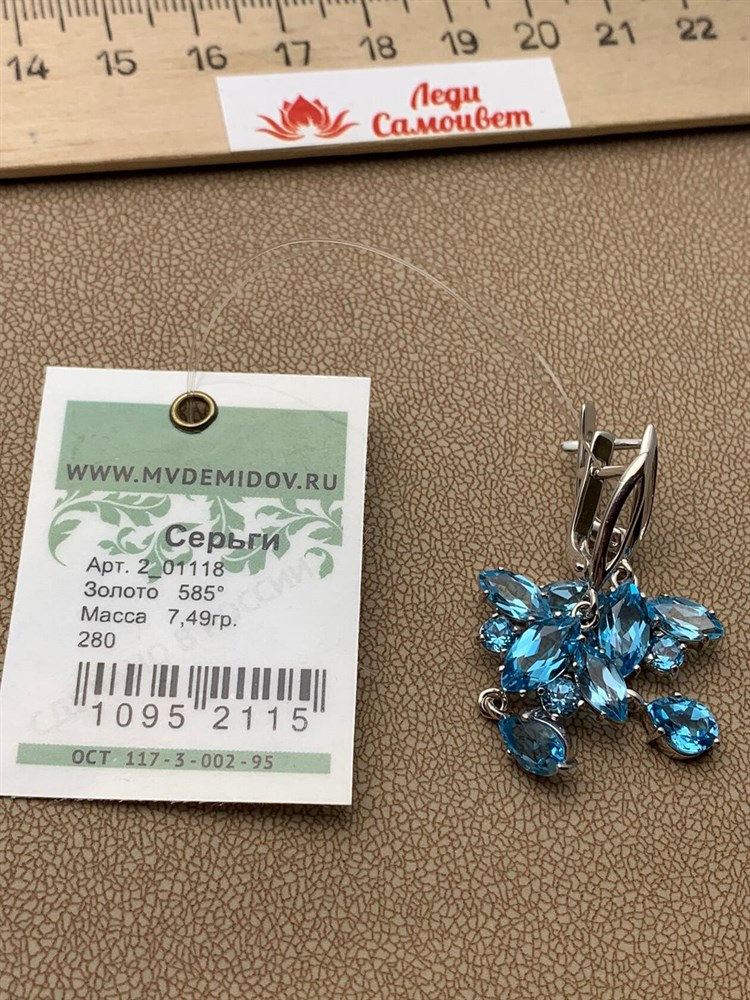 14 15 16 17 18 19 20 21 22
Леди
Самоцвет
WWW.MVDEMIDOV.RU
Серьги
Арт. 2_01118
Золото 585°
Масса 7,49гр.
280
1095 2115
ОСТ 117-3-002-95